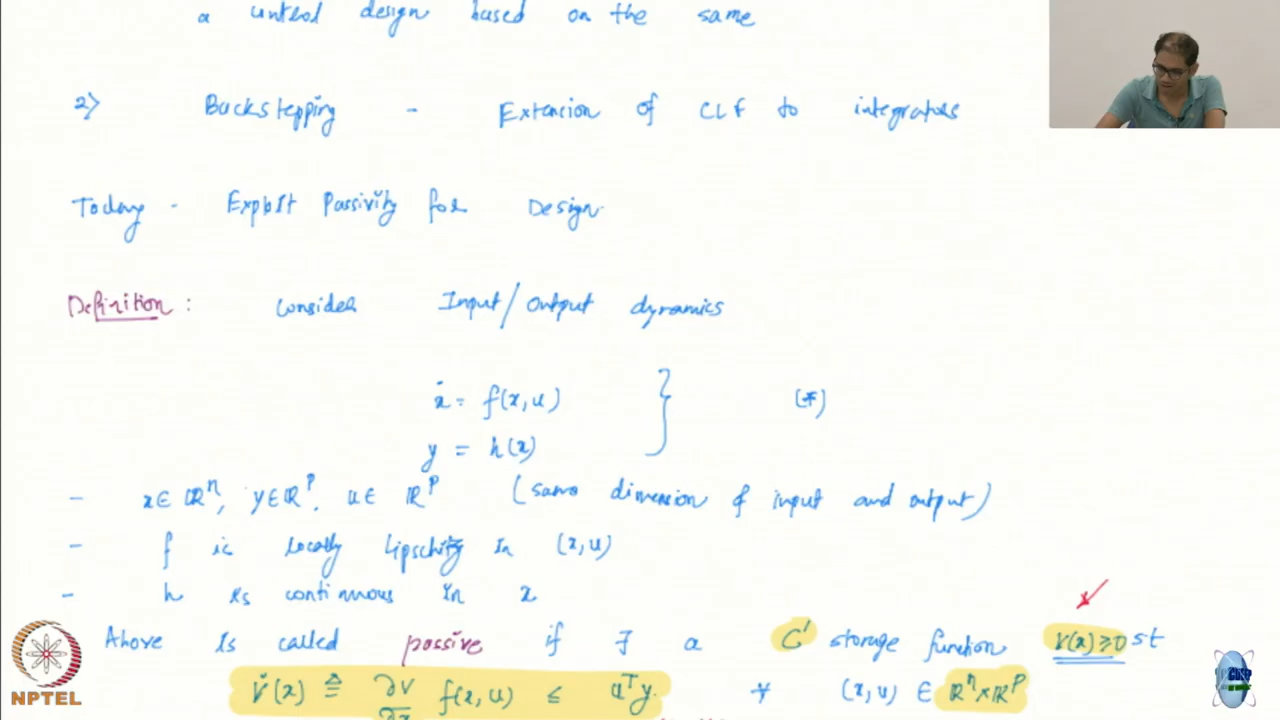 a control design based on the same
2) Backstepping - Extension of CLF to integrators
Today - Exploit Passivity for Design.
Definition : Consider Input/Output dynamics
ẋ = f(x,u)
(*)
y = h(x)
- x ∈ ℝⁿ, y ∈ ℝᵖ, u ∈ ℝᵖ (same dimension of input and output)
- f is locally Lipschitz in (x,u)
- h is continuous in x
Above is called passive if ∃ a C¹ storage function V(x) ≥ 0 st
V̇(x) ≜ ∂V/∂x f(x,u) ≤ uᵀy. ∀ (x,u) ∈ ℝⁿ×ℝᵖ
NPTEL